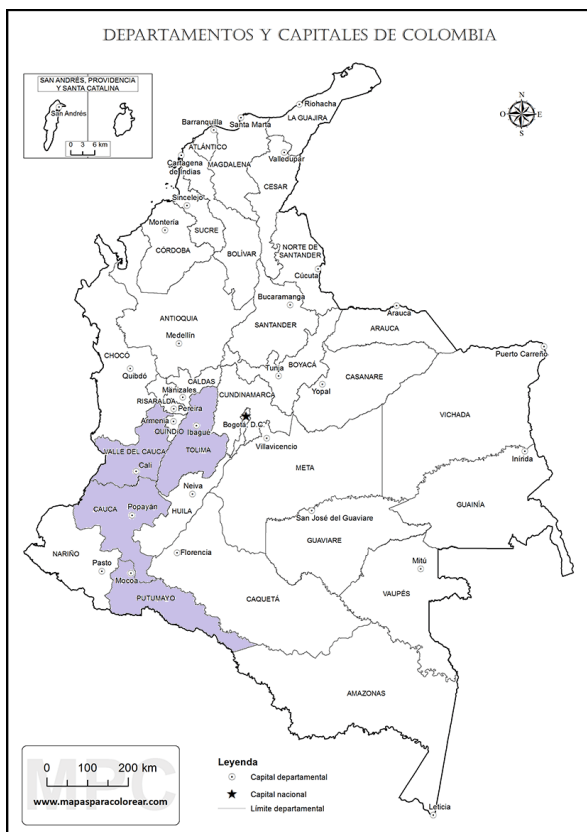 DEPARTAMENTOS Y CAPITALES DE COLOMBIA
SAN ANDRÉS, PROVIDENCIA
Y SANTA CATALINA
San Andrés
0 3 6 km
N
O
E
S
Riohacha
LA GUAJIRA
Santa Marta
Barranquilla
ATLÁNTICO
MAGDALENA
Valledupar
Cartagena
de Indias
CESAR
Sincelejo
SUCRE
Montería
CÓRDOBA
BOLÍVAR
NORTE DE
SANTANDER
Cúcuta
Bucaramanga
Arauca
ANTIOQUIA
SANTANDER
ARAUCA
Medellín
Puerto Carreño
CHOCÓ
BOYACÁ
Tunja
CASANARE
Quibdó
CALDAS
Yopal
Manizales
CUNDINAMARCA
RISARALDA
Pereira
VICHADA
Armenia
Ibagué
Bogotá D.C.
QUINDÍO
Villavicencio
VALLE DEL CAUCA
TOLIMA
Inírida
Cali
META
Neiva
GUAINÍA
CAUCA
Popayán
HUILA
San José del Guaviare
GUAVIARE
NARIÑO
Florencia
Pasto
Mitú
Mocoa
VAUPÉS
PUTUMAYO
CAQUETÁ
AMAZONAS
Leticia
0 100 200 km
MPC
www.mapasparacolorear.com
Leyenda
Capital departamental
Capital nacional
Límite departamental